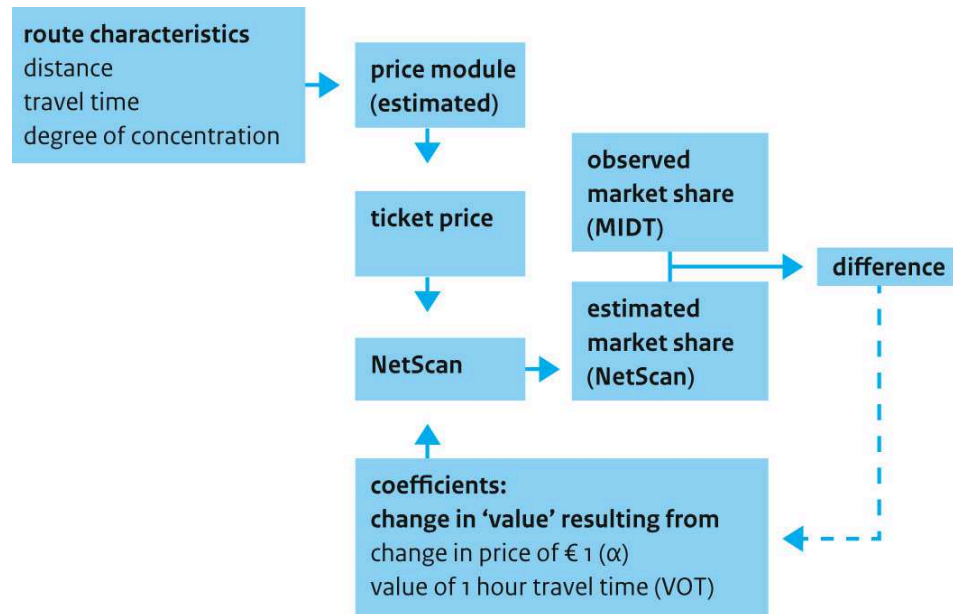 route characteristics
distance
travel time
degree of concentration
price module
(estimated)
ticket price
NetScan
observed
market share
(MIDT)
estimated
market share
(NetScan)
difference
coefficients:
change in ‘value’ resulting from
change in price of € 1 (α)
value of 1 hour travel time (VOT)